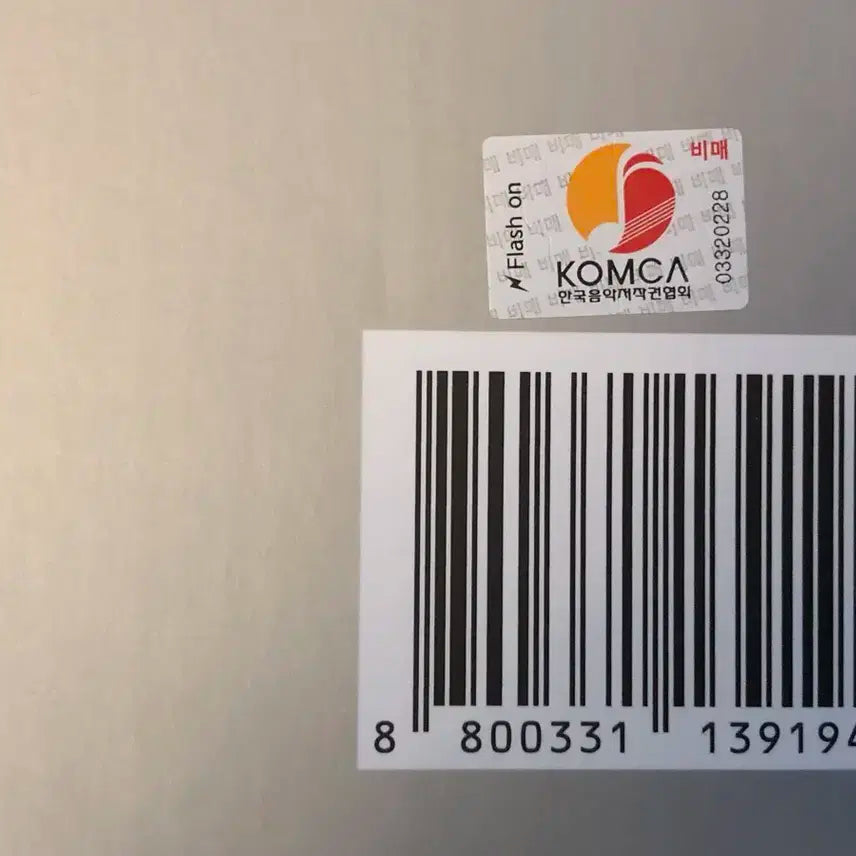 비매
Flash on
03320228
KOMCA
한국음악저작권협회
8 800331 139194